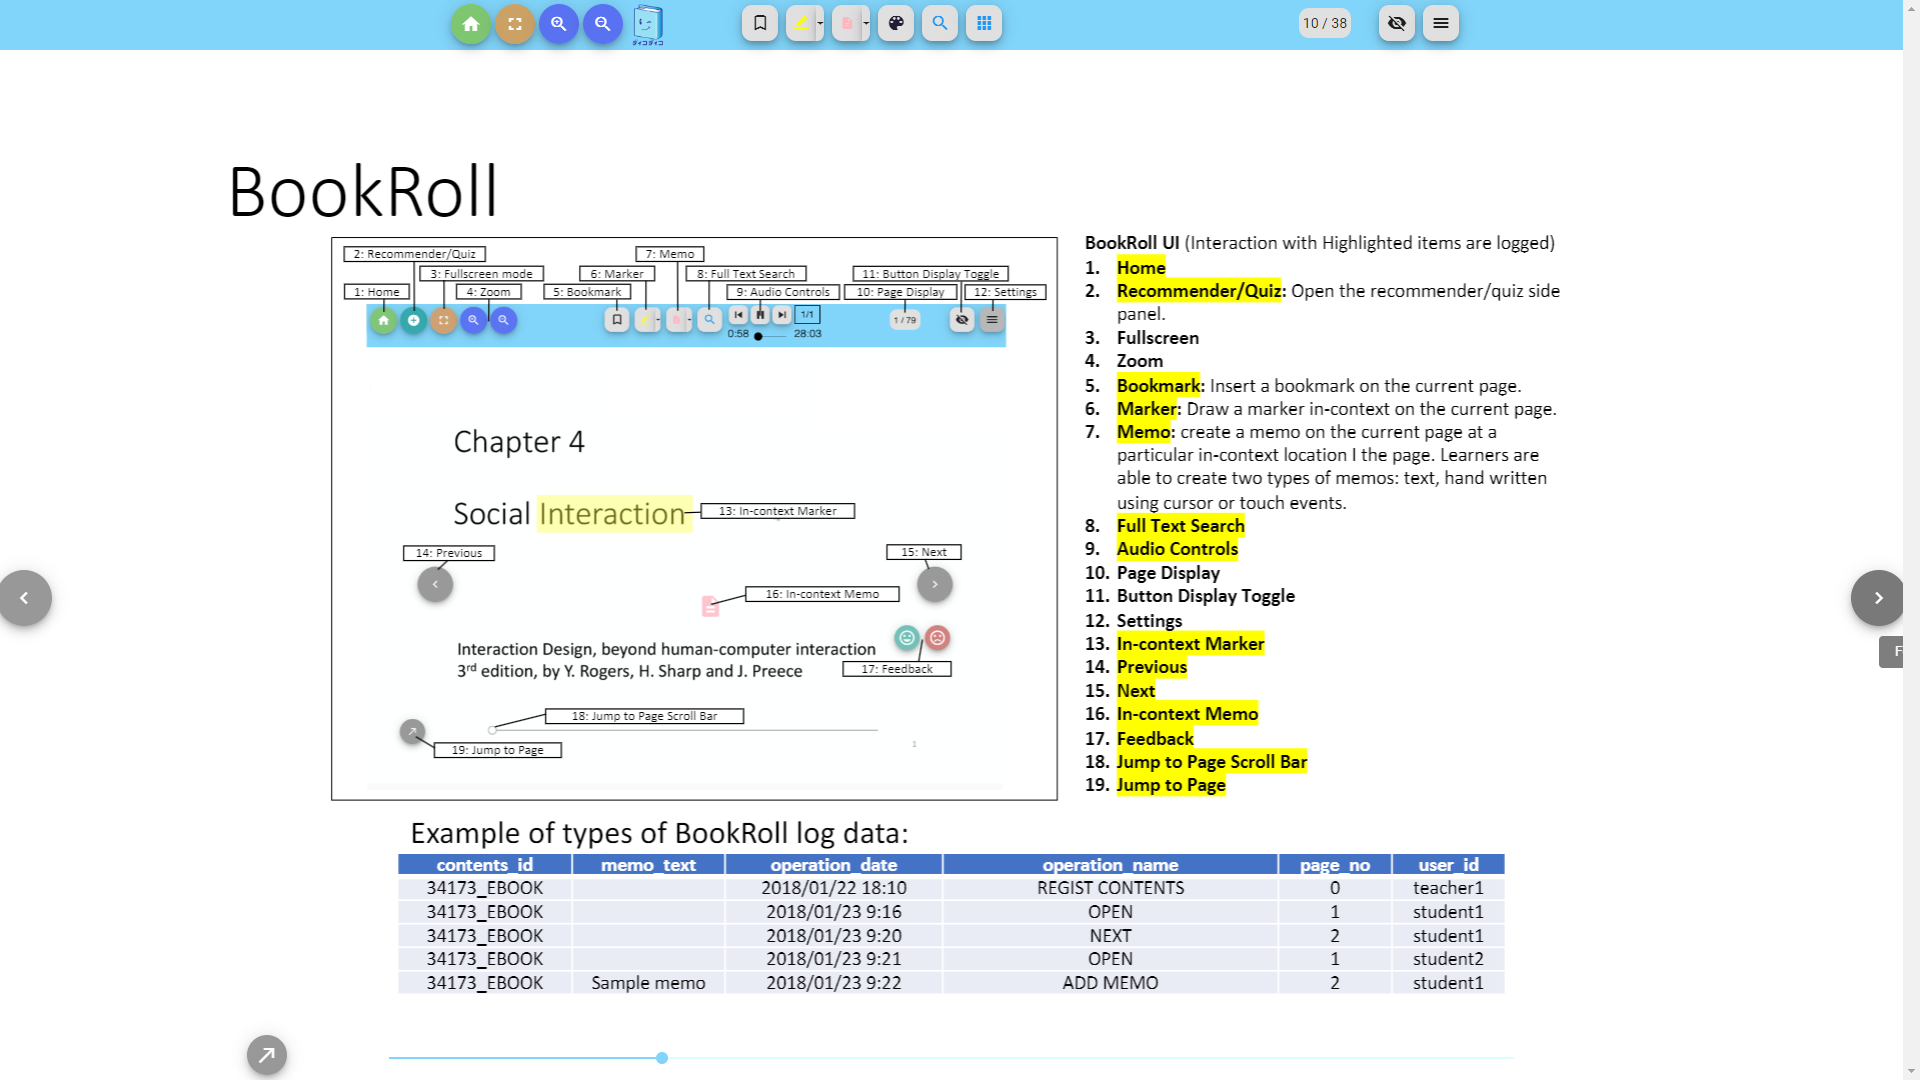 ダイコダイコ
10 / 38
BookRoll
2: Recommender/Quiz
7: Memo
3: Fullscreen mode
6: Marker
8: Full Text Search
11: Button Display Toggle
1: Home
4: Zoom
5: Bookmark
9: Audio Controls
10: Page Display
12: Settings
1/1
1 / 79
0:58
28:03
Chapter 4
Social Interaction
13: In-context Marker
14: Previous
15: Next
16: In-context Memo
Interaction Design, beyond human-computer interaction
3rd edition, by Y. Rogers, H. Sharp and J. Preece
17: Feedback
18: Jump to Page Scroll Bar
19: Jump to Page
1
BookRoll UI (Interaction with Highlighted items are logged)
1. Home
2. Recommender/Quiz: Open the recommender/quiz side
panel.
3. Fullscreen
4. Zoom
5. Bookmark: Insert a bookmark on the current page.
6. Marker: Draw a marker in-context on the current page.
7. Memo: create a memo on the current page at a
particular in-context location I the page. Learners are
able to create two types of memos: text, hand written
using cursor or touch events.
8. Full Text Search
9. Audio Controls
10. Page Display
11. Button Display Toggle
12. Settings
13. In-context Marker
14. Previous
15. Next
16. In-context Memo
17. Feedback
18. Jump to Page Scroll Bar
19. Jump to Page
F
Example of types of BookRoll log data:
contents_id memo_text operation_date operation_name page_no user_id
34173_EBOOK 2018/01/22 18:10 REGIST CONTENTS 0 teacher1
34173_EBOOK 2018/01/23 9:16 OPEN 1 student1
34173_EBOOK 2018/01/23 9:20 NEXT 2 student1
34173_EBOOK 2018/01/23 9:21 OPEN 1 student2
34173_EBOOK Sample memo 2018/01/23 9:22 ADD MEMO 2 student1